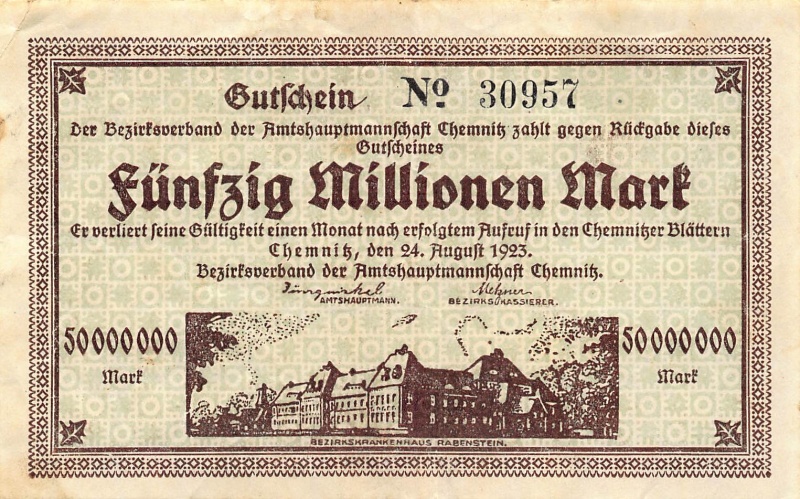 Gutschein No 30957
Der Bezirksverband der Amtshauptmannschaft Chemnitz zahlt gegen Rückgabe dieses
Gutscheines
Fünfzig Millionen Mark
Er verliert seine Gültigkeit einen Monat nach erfolgtem Aufruf in den Chemnitzer Blättern
Chemnitz, den 24. August 1923.
Bezirksverband der Amtshauptmannschaft Chemnitz.
AMTSHAUPTMANN. BEZIRKSKASSIERER.
50000000 50000000
Mark Mark
BEZIRKSKRANKENHAUS RABENSTEIN.